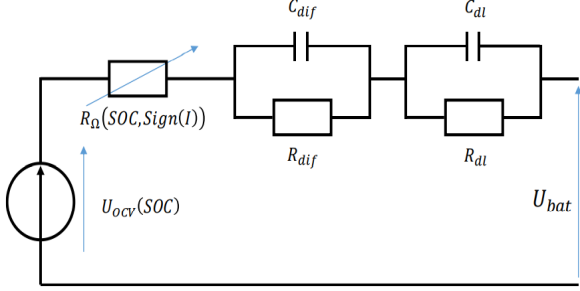 C_dif
C_dl
R_Ω(SOC,Sign(I))
R_dif
R_dl
U_OCV(SOC)
U_bat